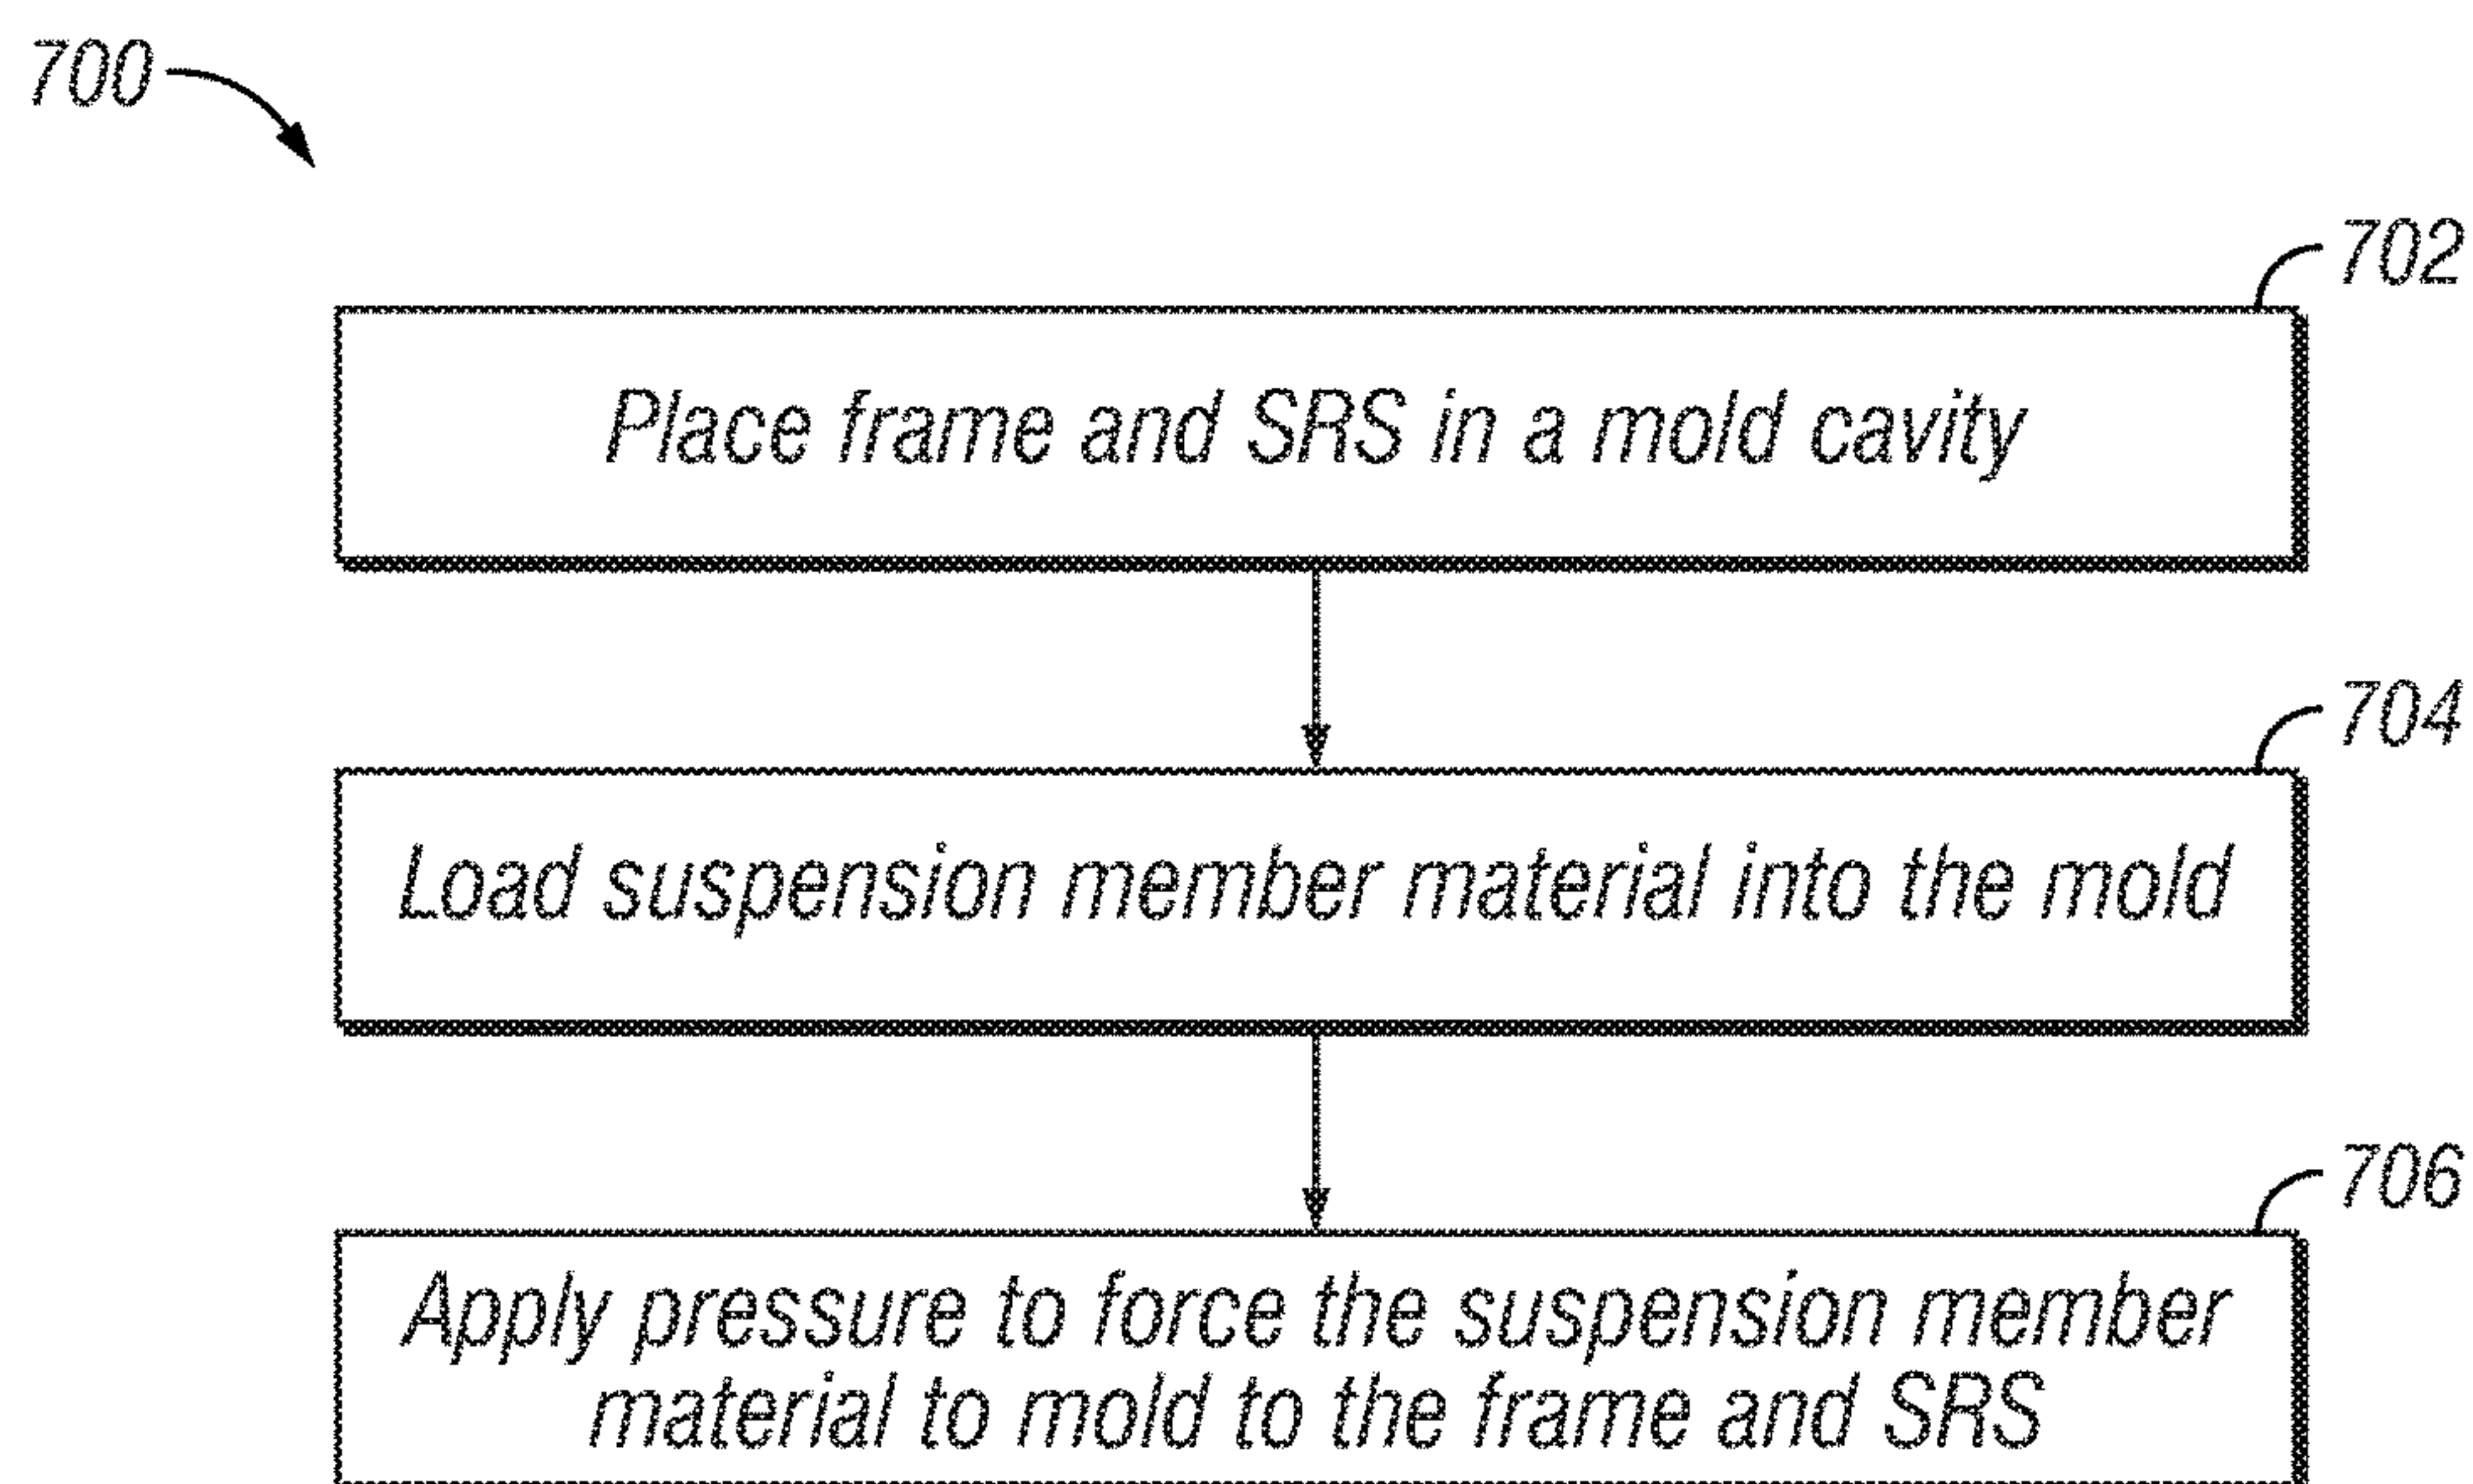 700
702
Place frame and SRS in a mold cavity
704
Load suspension member material into the mold
706
Apply pressure to force the suspension member
material to mold to the frame and SRS